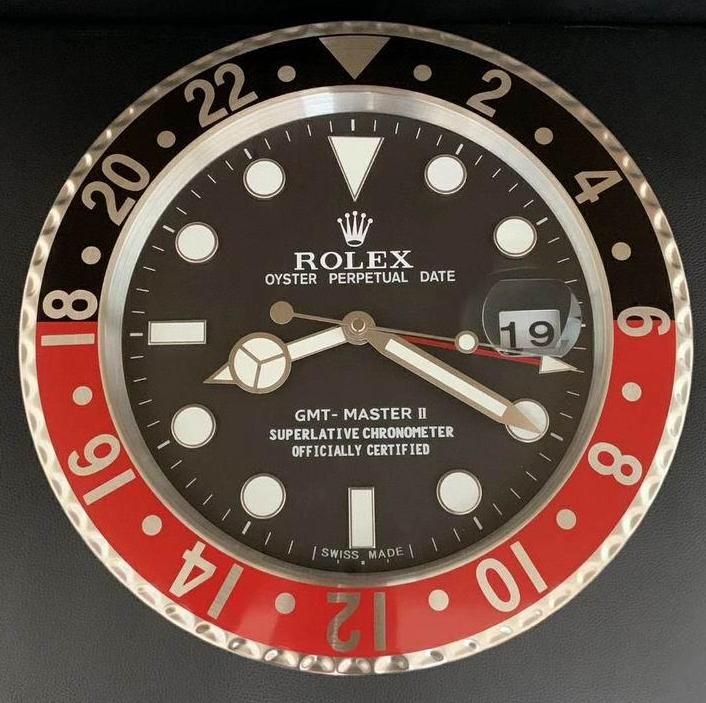 22
2
20
4
18
6
ROLEX
OYSTER PERPETUAL DATE
19
GMT- MASTER II
SUPERLATIVE CHRONOMETER
OFFICIALLY CERTIFIED
16
8
SWISS MADE
14
10
12